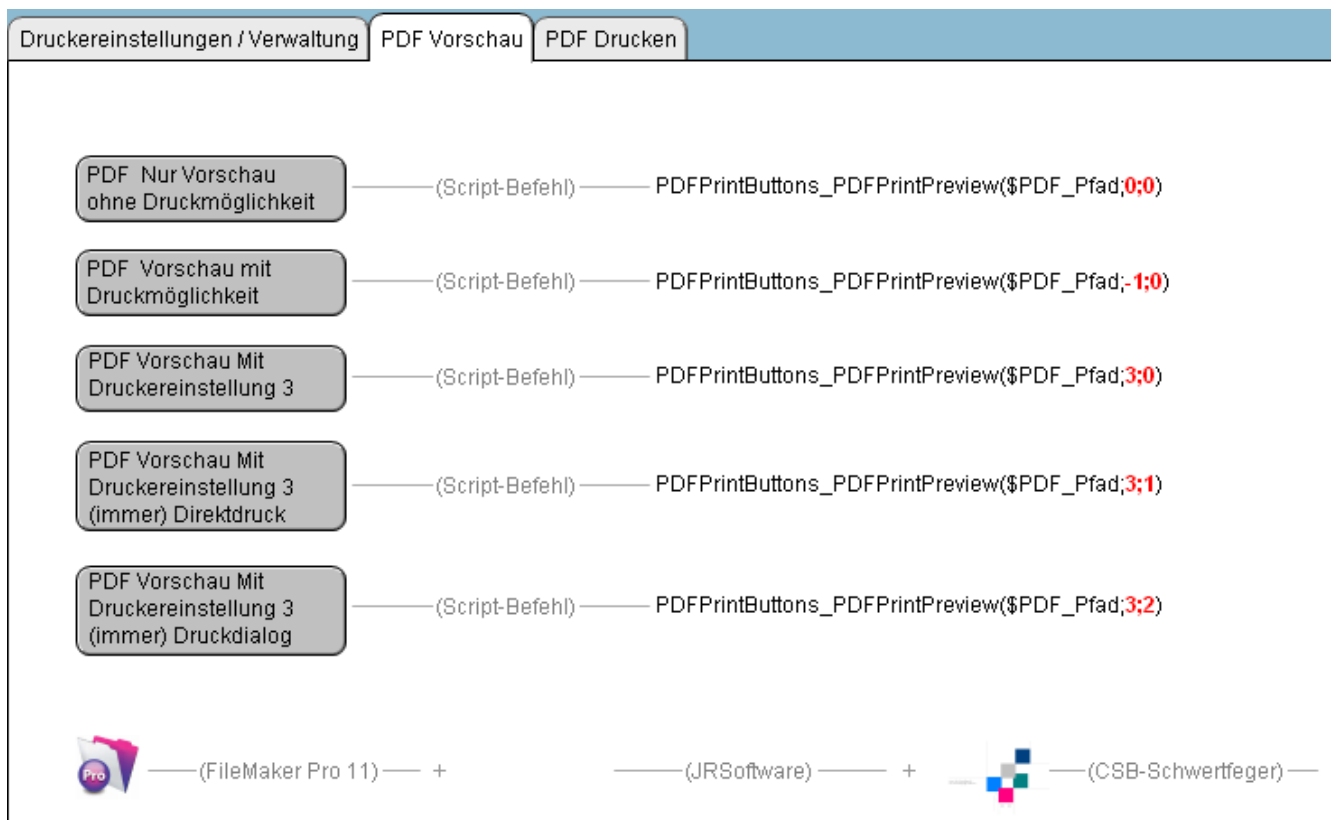 Druckereinstellungen / Verwaltung PDF Vorschau PDF Drucken
PDF Nur Vorschau
ohne Druckmöglichkeit
(Script-Befehl) PDFPrintButtons_PDFPrintPreview($PDF_Pfad;0;0)
PDF Vorschau mit
Druckmöglichkeit
(Script-Befehl) PDFPrintButtons_PDFPrintPreview($PDF_Pfad;-1;0)
PDF Vorschau Mit
Druckereinstellung 3
(Script-Befehl) PDFPrintButtons_PDFPrintPreview($PDF_Pfad;3;0)
PDF Vorschau Mit
Druckereinstellung 3
(immer) Direktdruck
(Script-Befehl) PDFPrintButtons_PDFPrintPreview($PDF_Pfad;3;1)
PDF Vorschau Mit
Druckereinstellung 3
(immer) Druckdialog
(Script-Befehl) PDFPrintButtons_PDFPrintPreview($PDF_Pfad;3;2)
Pro (FileMaker Pro 11) + (JRSoftware) + (CSB-Schwertfeger)